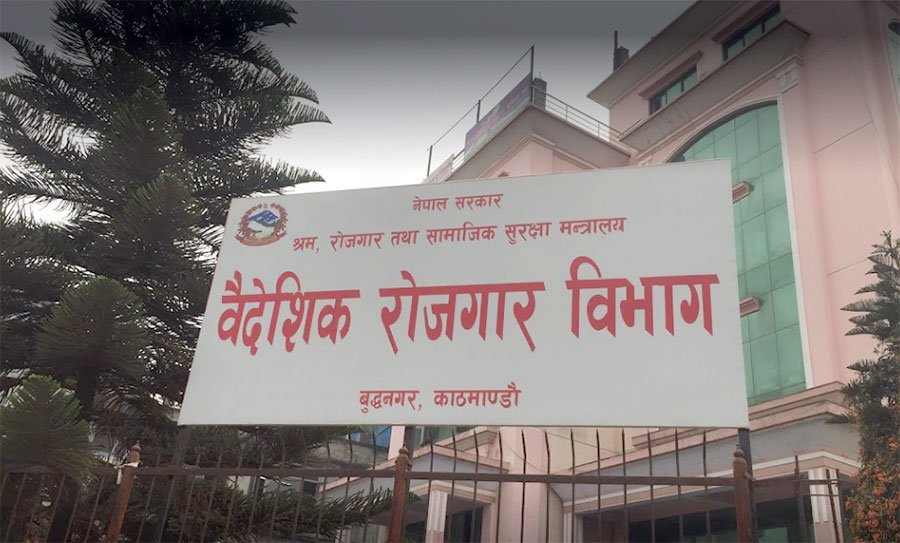 नेपाल सरकार
श्रम, रोजगार तथा सामाजिक सुरक्षा मन्त्रालय
वैदेशिक रोजगार विभाग
बुद्धनगर, काठमाण्डौ